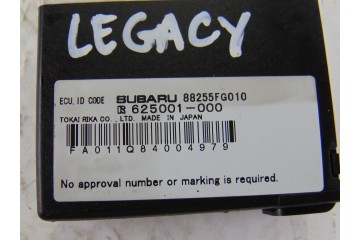 LEGACY
ECU. ID CODE SUBARU 88255FG010
625001-000
TOKAI RIKA CO., LTD. MADE IN JAPAN
FA011Q84004979
No approval number or marking is required.